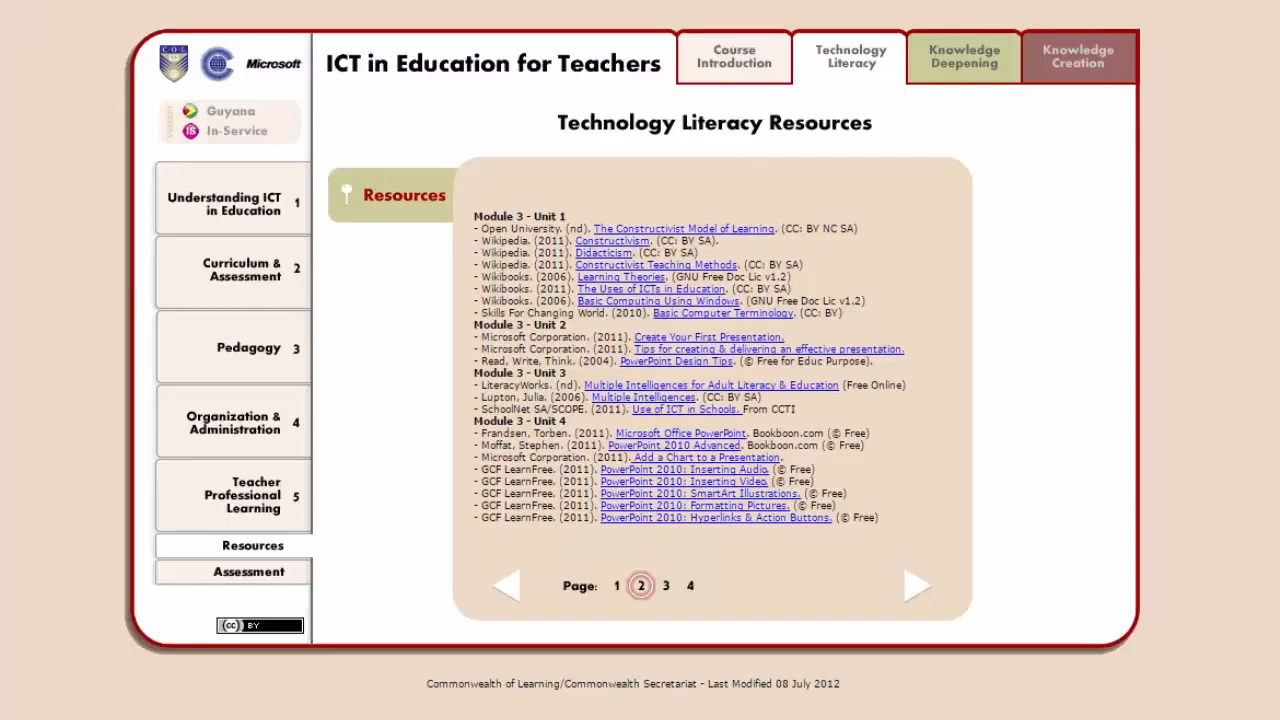 C.O.L
Microsoft
ICT in Education for Teachers
Course
Introduction
Technology
Literacy
Knowledge
Deepening
Knowledge
Creation
Guyana
IS In-Service
Technology Literacy Resources
Understanding ICT
in Education 1
Curriculum &
Assessment 2
Pedagogy 3
Organization &
Administration 4
Teacher
Professional
Learning 5
Resources
Assessment
(cc) BY
Resources
Module 3 - Unit 1
- Open University. (nd). The Constructivist Model of Learning. (CC: BY NC SA)
- Wikipedia. (2011). Constructivism. (CC: BY SA).
- Wikipedia. (2011). Didacticism. (CC: BY SA)
- Wikipedia. (2011). Constructivist Teaching Methods. (CC: BY SA)
- Wikibooks. (2006). Learning Theories. (GNU Free Doc Lic v1.2)
- Wikibooks. (2011). The Uses of ICTs in Education. (CC: BY SA)
- Wikibooks. (2006). Basic Computing Using Windows. (GNU Free Doc Lic v1.2)
- Skills For Changing World. (2010). Basic Computer Terminology. (CC: BY)
Module 3 - Unit 2
- Microsoft Corporation. (2011). Create Your First Presentation.
- Microsoft Corporation. (2011). Tips for creating & delivering an effective presentation.
- Read, Write, Think. (2004). PowerPoint Design Tips. (© Free for Educ Purpose).
Module 3 - Unit 3
- LiteracyWorks. (nd). Multiple Intelligences for Adult Literacy & Education (Free Online)
- Lupton, Julia. (2006). Multiple Intelligences. (CC: BY SA)
- SchoolNet SA/SCOPE. (2011). Use of ICT in Schools. From CCTI
Module 3 - Unit 4
- Frandsen, Torben. (2011). Microsoft Office PowerPoint. Bookboon.com (© Free)
- Moffat, Stephen. (2011). PowerPoint 2010 Advanced. Bookboon.com (© Free)
- Microsoft Corporation. (2011). Add a Chart to a Presentation.
- GCF LearnFree. (2011). PowerPoint 2010: Inserting Audio. (© Free)
- GCF LearnFree. (2011). PowerPoint 2010: Inserting Video. (© Free)
- GCF LearnFree. (2011). PowerPoint 2010: SmartArt Illustrations. (© Free)
- GCF LearnFree. (2011). PowerPoint 2010: Formatting Pictures. (© Free)
- GCF LearnFree. (2011). PowerPoint 2010: Hyperlinks & Action Buttons. (© Free)
Page: 1 2 3 4
Commonwealth of Learning/Commonwealth Secretariat - Last Modified 08 July 2012